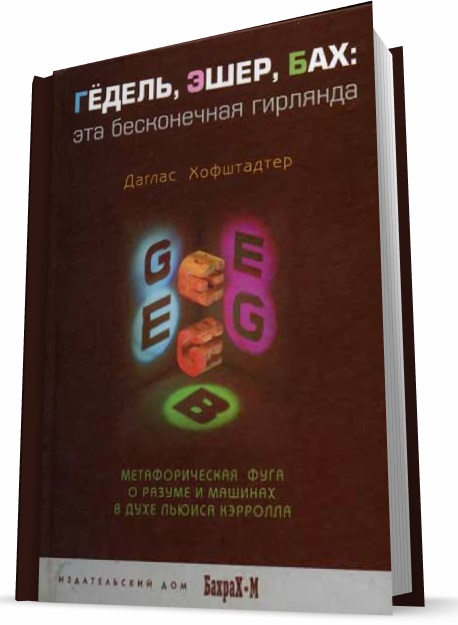 ГЁДЕЛЬ, ЭШЕР, БАХ:
эта бесконечная гирлянда
Даглас Хофштадтер
G E
E G
B
МЕТАФОРИЧЕСКАЯ ФУГА
О РАЗУМЕ И МАШИНАХ
В ДУХЕ ЛЬЮИСА КЭРРОЛЛА
ИЗДАТЕЛЬСКИЙ ДОМ БахраХ-М